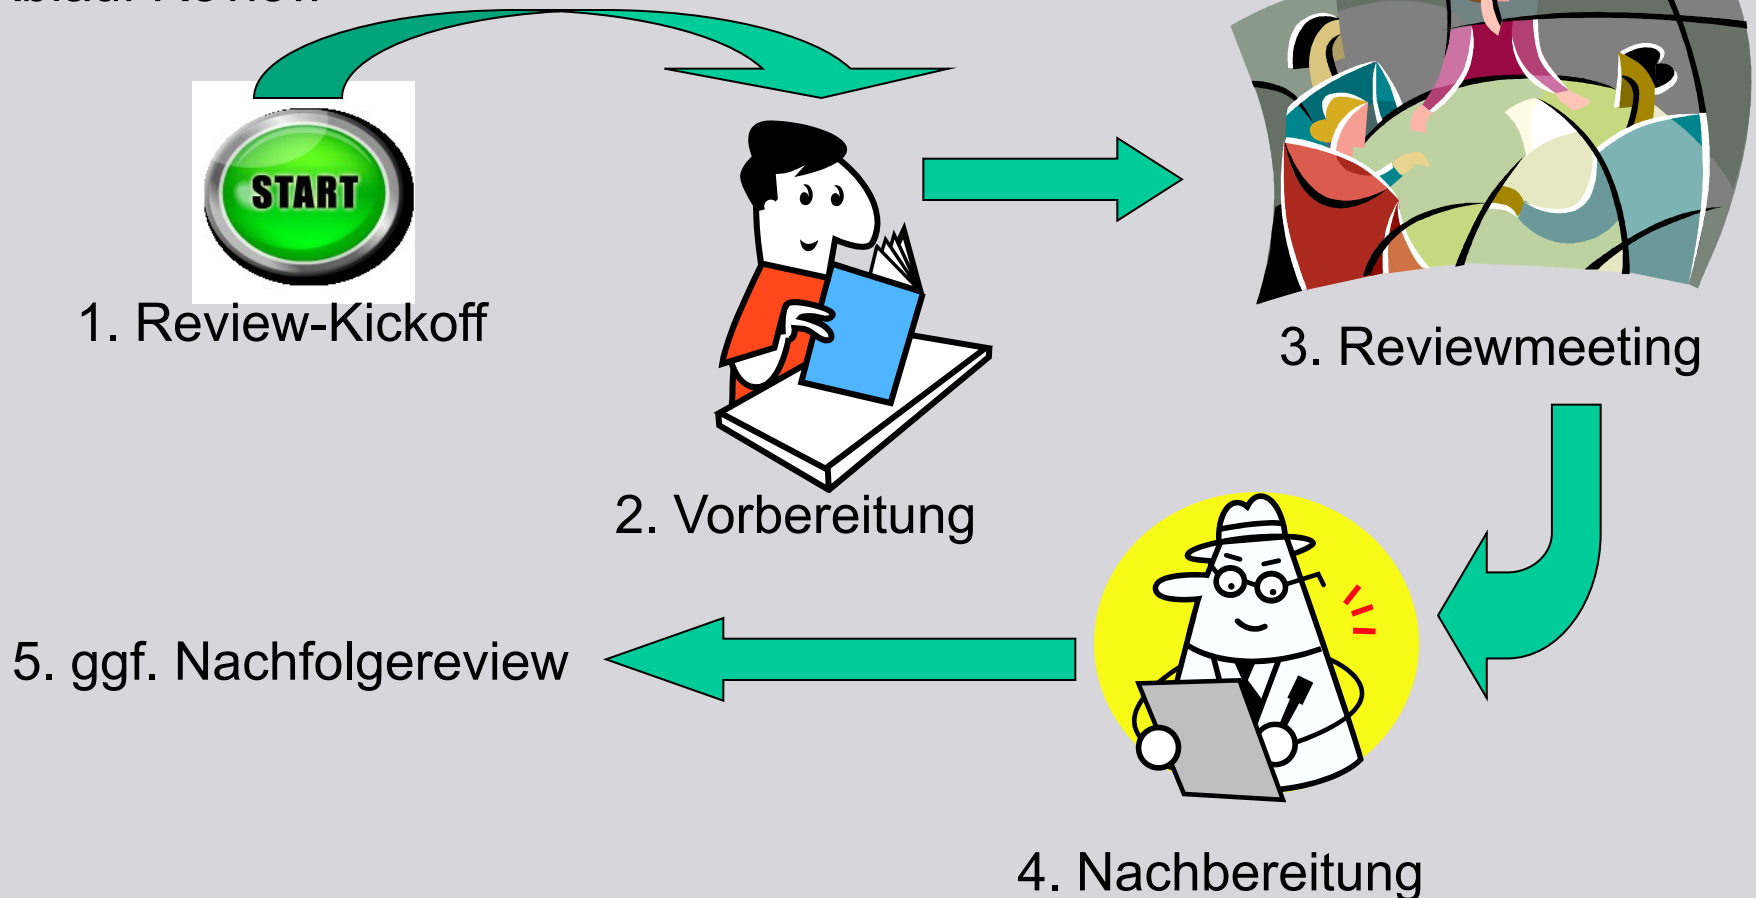 START
1. Review-Kickoff
2. Vorbereitung
3. Reviewmeeting
4. Nachbereitung
5. ggf. Nachfolgereview